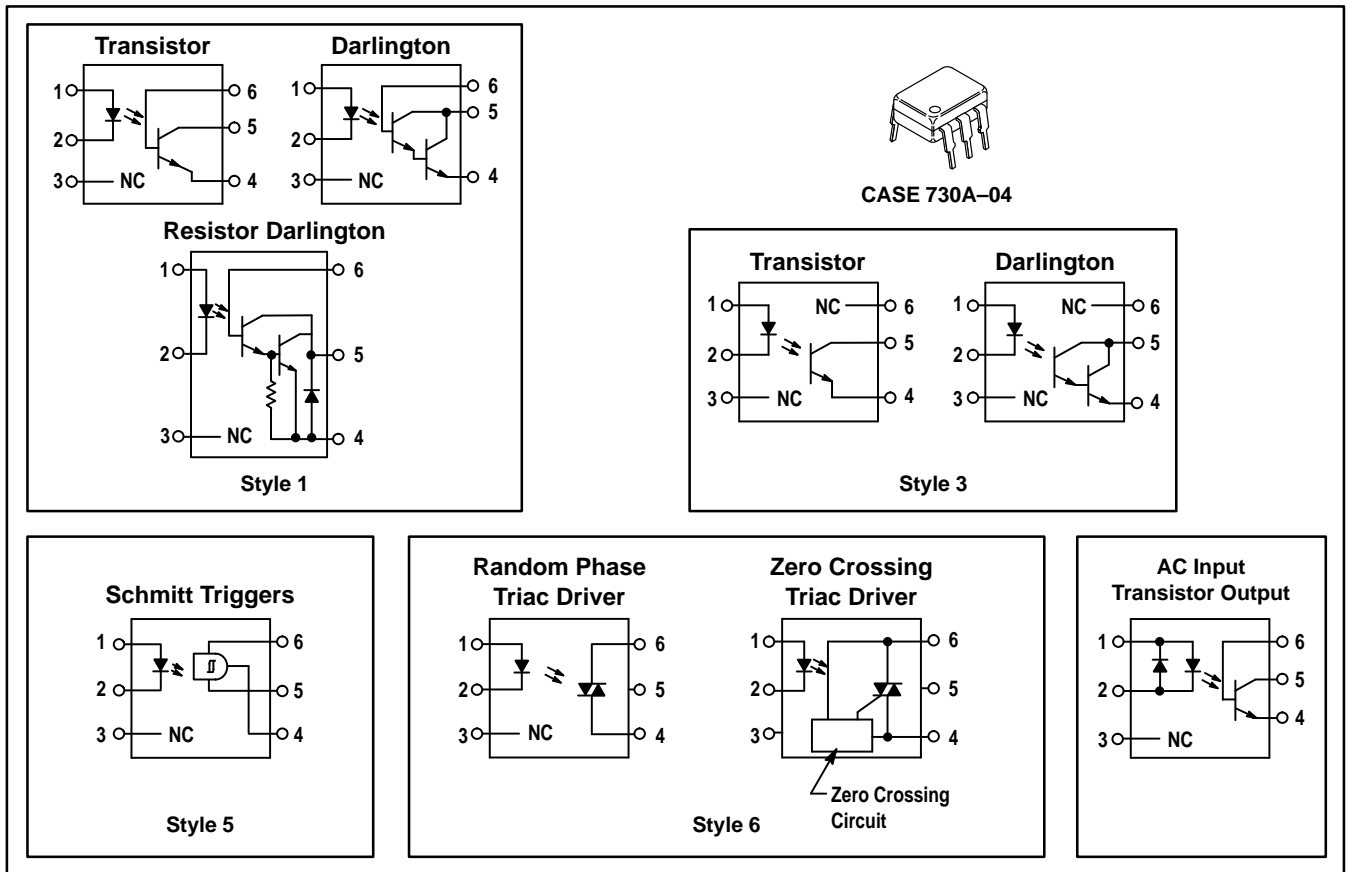 Transistor
1
2
3
NC
6
5
4
Darlington
1
2
3
NC
6
5
4
Resistor Darlington
1
2
3
NC
6
5
4
Style 1
CASE 730A–04
Transistor
1
2
3
NC
NC
6
5
4
Darlington
1
2
3
NC
NC
6
5
4
Style 3
Schmitt Triggers
1
2
3
NC
6
5
4
Style 5
Random Phase
Triac Driver
1
2
3
NC
6
5
4
Zero Crossing
Triac Driver
1
2
3
6
5
4
Zero Crossing
Circuit
Style 6
AC Input
Transistor Output
1
2
3
NC
6
5
4